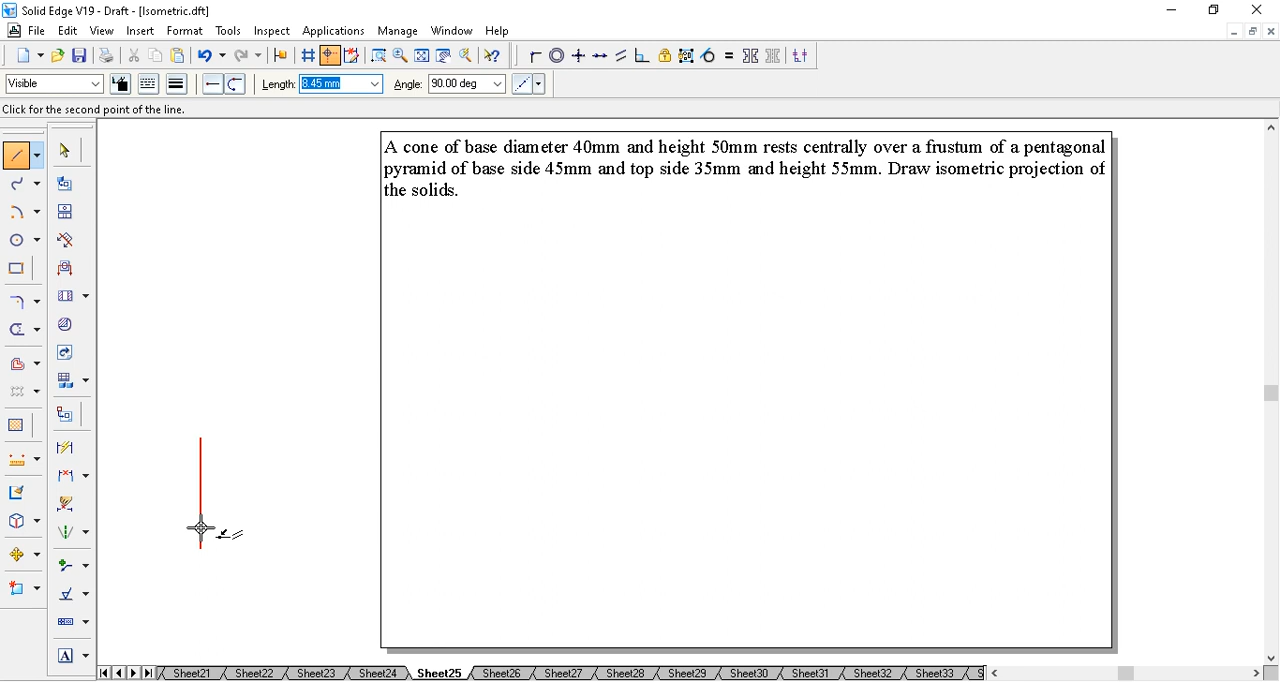 Solid Edge V19 - Draft - [Isometric.dft]
File Edit View Insert Format Tools Inspect Applications Manage Window Help
Visible Length: 8.45 mm Angle: 90.00 deg
Click for the second point of the line.
A cone of base diameter 40mm and height 50mm rests centrally over a frustum of a pentagonal
pyramid of base side 45mm and top side 35mm and height 55mm. Draw isometric projection of
the solids.
A
Sheet21 Sheet22 Sheet23 Sheet24 Sheet25 Sheet26 Sheet27 Sheet28 Sheet29 Sheet30 Sheet31 Sheet32 Sheet33 S